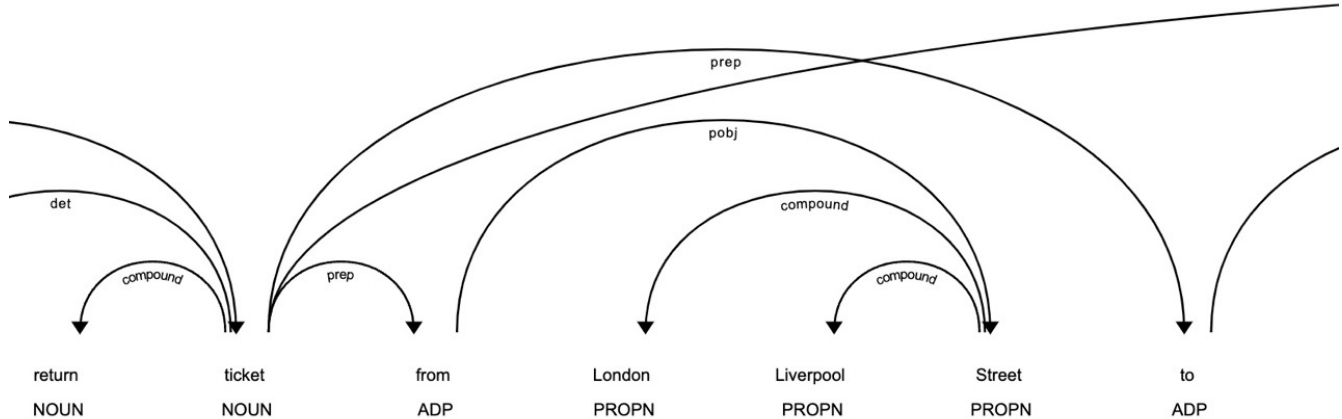 prep
pobj
det
compound
compound
prep
compound
return ticket from London Liverpool Street to
NOUN NOUN ADP PROPN PROPN PROPN ADP